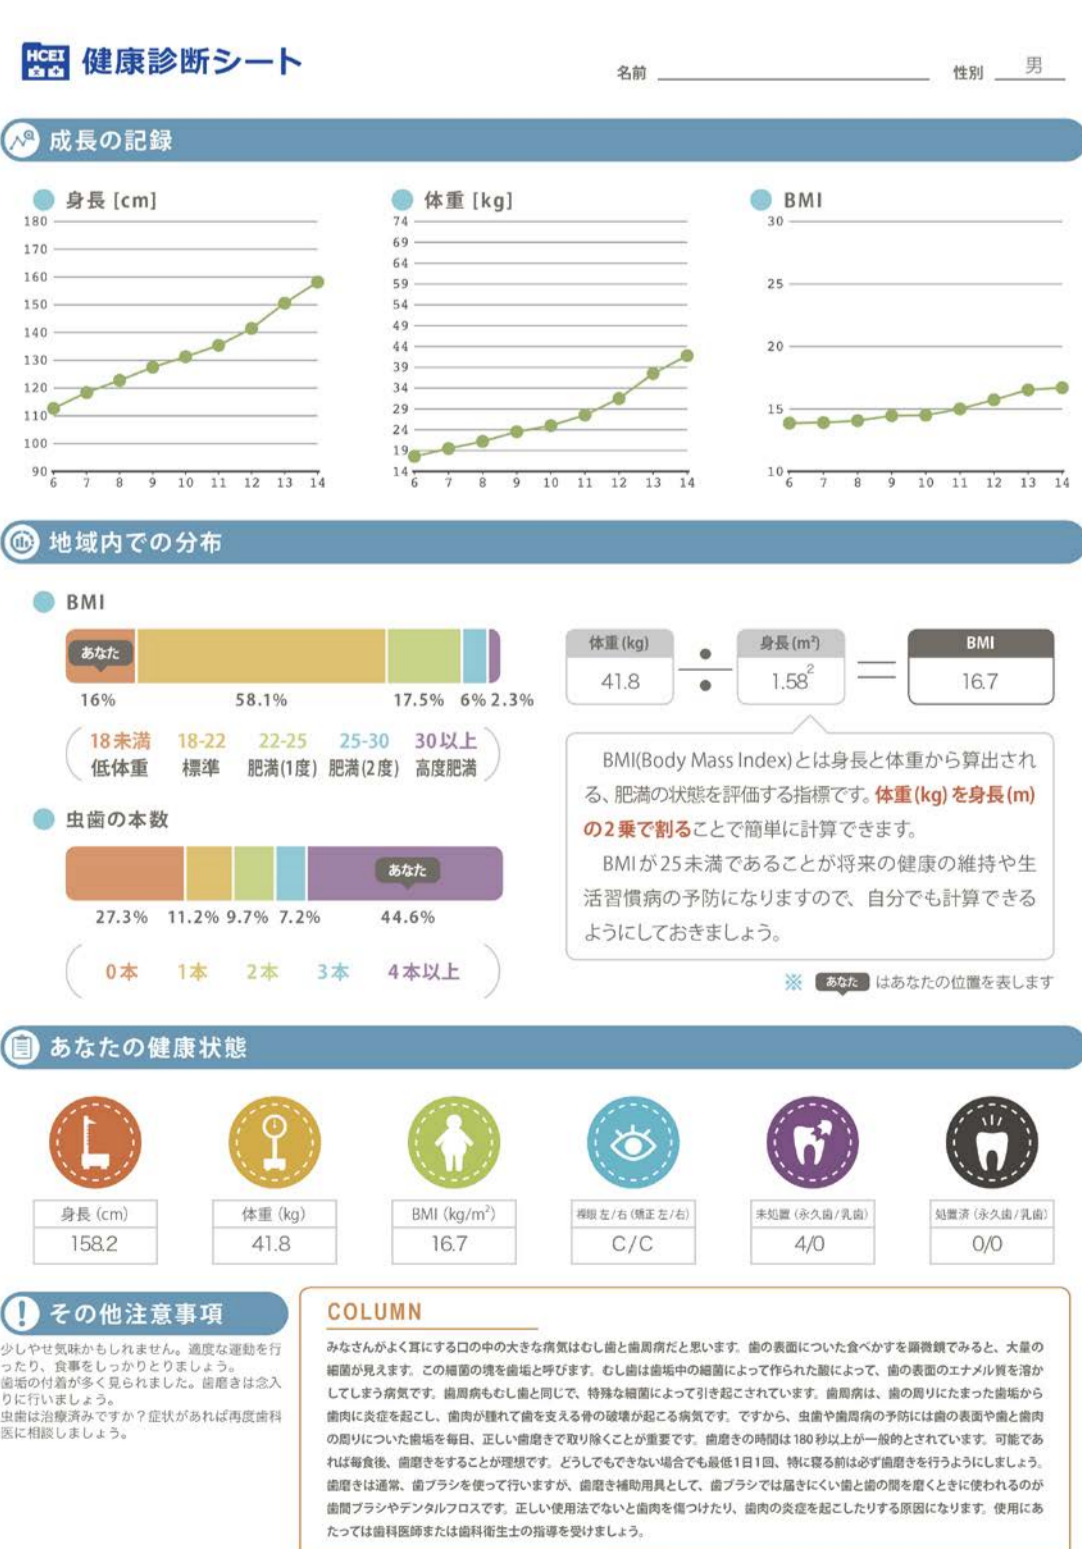 HCEI 健康診断シート
名前 性別 男
成長の記録
身長 [cm]
180
170
160
150
140
130
120
110
100
90
6 7 8 9 10 11 12 13 14
体重 [kg]
74
69
64
59
54
49
44
39
34
29
24
19
14
6 7 8 9 10 11 12 13 14
BMI
30
25
20
15
10
6 7 8 9 10 11 12 13 14
地域内での分布
BMI
あなた
16% 58.1% 17.5% 6% 2.3%
18未満 18-22 22-25 25-30 30以上
低体重 標準 肥満(1度) 肥満(2度) 高度肥満
虫歯の本数
あなた
27.3% 11.2% 9.7% 7.2% 44.6%
0本 1本 2本 3本 4本以上
体重(kg) 身長(m²) BMI
41.8 1.58² 16.7
BMI(Body Mass Index)とは身長と体重から算出され
る、肥満の状態を評価する指標です。体重(kg)を身長(m)
の2乗で割ることで簡単に計算できます。
BMIが25未満であることが将来の健康の維持や生
活習慣病の予防になりますので、自分でも計算できる
ようにしておきましょう。
※ あなた はあなたの位置を表します
あなたの健康状態
身長 (cm) 体重 (kg) BMI (kg/m²) 裸眼 左/右 (矯正 左/右) 未処置 (永久歯/乳歯) 処置済 (永久歯/乳歯)
158.2 41.8 16.7 C/C 4/0 0/0
その他注意事項
少しやせ気味かもしれません。適度な運動を行
ったり、食事をしっかりとりましょう。
歯垢の付着が多く見られました。歯磨きは念入
りに行いましょう。
虫歯は治療済みですか？症状があれば再度歯科
医に相談しましょう。
COLUMN
みなさんがよく耳にする口の中の大きな病気はむし歯と歯周病だと思います。歯の表面についた食べかすを顕微鏡でみると、大量の
細菌が見えます。この細菌の塊を歯垢と呼びます。むし歯は歯垢中の細菌によって作られた酸によって、歯の表面のエナメル質を溶か
してしまう病気です。歯周病もむし歯と同じで、特殊な細菌によって引き起こされています。歯周病は、歯の周りにたまった歯垢から
歯肉に炎症を起こし、歯肉が腫れて歯を支える骨の破壊が起こる病気です。ですから、虫歯や歯周病の予防には歯の表面や歯と歯肉
の周りについた歯垢を毎日、正しい歯磨きで取り除くことが重要です。歯磨きの時間は180秒以上が一般的とされています。可能であ
れば毎食後、歯磨きをすることが理想です。どうしてもできない場合でも最低1日1回、特に寝る前は必ず歯磨きを行うようにしましょう。
歯磨きは通常、歯ブラシを使って行いますが、歯磨き補助用具として、歯ブラシでは届きにくい歯と歯の間を磨くときに使われるのが
歯間ブラシやデンタルフロスです。正しい使用法でないと歯肉を傷つけたり、歯肉の炎症を起こしたりする原因になります。使用にあ
たっては歯科医師または歯科衛生士の指導を受けましょう。